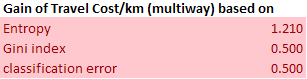 Gain of Travel Cost/km (multiway) based on
Entropy 1.210
Gini index 0.500
classification error 0.500